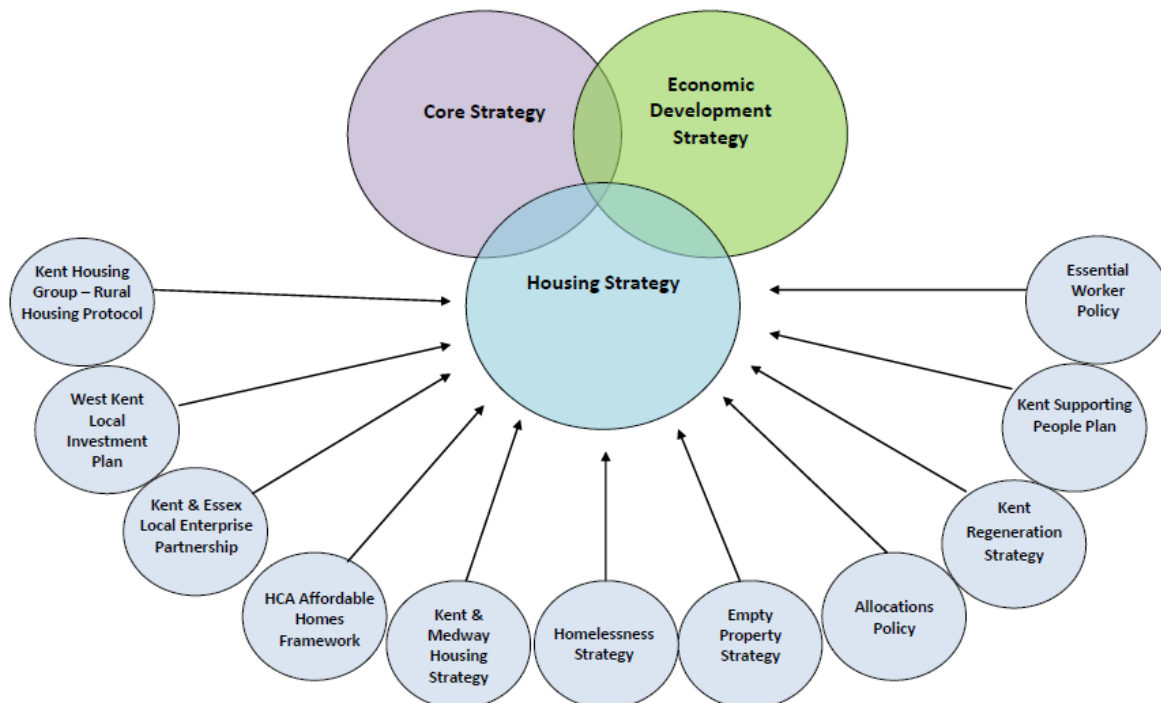 Core Strategy
Economic
Development
Strategy
Housing Strategy
Kent Housing
Group – Rural
Housing Protocol
West Kent
Local
Investment
Plan
Kent & Essex
Local Enterprise
Partnership
HCA Affordable
Homes
Framework
Kent &
Medway
Housing
Strategy
Homelessness
Strategy
Empty
Property
Strategy
Allocations
Policy
Kent
Regeneration
Strategy
Kent Supporting
People Plan
Essential
Worker
Policy